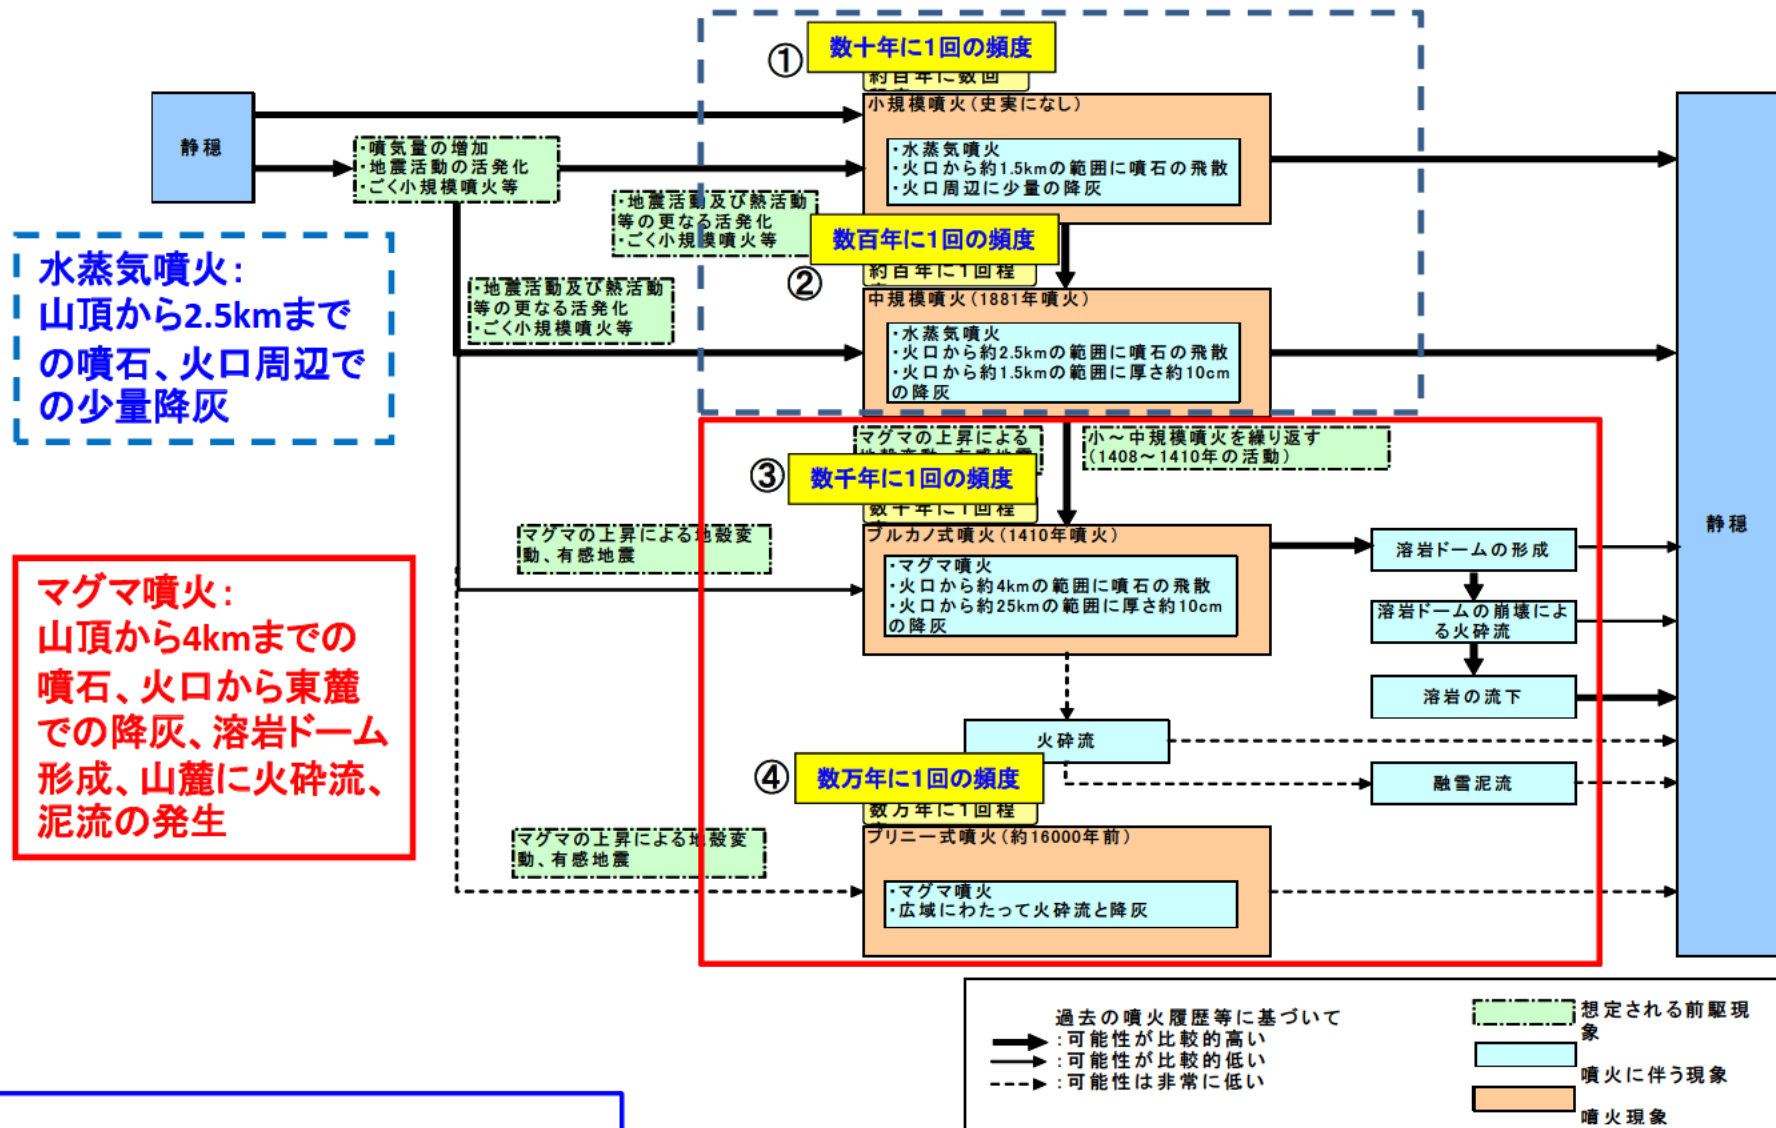 ①
数十年に1回の頻度
約百年に数回
小規模噴火(史実になし)
・水蒸気噴火
・火口から約1.5kmの範囲に噴石の飛散
・火口周辺に少量の降灰
静穏
・噴気量の増加
・地震活動の活発化
・ごく小規模噴火等
・地震活動及び熱活動
等の更なる活発化
・ごく小規模噴火等
②
数百年に1回の頻度
約百年に1回程
中規模噴火(1881年噴火)
・水蒸気噴火
・火口から約2.5kmの範囲に噴石の飛散
・火口から約1.5kmの範囲に厚さ約10cm
の降灰
・地震活動及び熱活動
等の更なる活発化
・ごく小規模噴火等
水蒸気噴火：
山頂から2.5kmまで
の噴石、火口周辺で
の少量降灰
マグマの上昇による
小～中規模噴火を繰り返す
(1408～1410年の活動)
③
数千年に1回の頻度
数千年に1回程
ブルカノ式噴火(1410年噴火)
・マグマ噴火
・火口から約4kmの範囲に噴石の飛散
・火口から約25kmの範囲に厚さ約10cm
の降灰
マグマの上昇による地殻変
動、有感地震
溶岩ドームの形成
溶岩ドームの崩壊によ
る火砕流
溶岩の流下
静穏
マグマ噴火：
山頂から4kmまでの
噴石、火口から東麓
での降灰、溶岩ドーム
形成、山麓に火砕流、
泥流の発生
火砕流
融雪泥流
④
数万年に1回の頻度
数万年に1回程
プリニー式噴火(約16000年前)
・マグマ噴火
・広域にわたって火砕流と降灰
マグマの上昇による地殻変
動、有感地震
過去の噴火履歴等に基づいて
：可能性が比較的高い
：可能性が比較的低い
：可能性は非常に低い
想定される前駆現
象
噴火に伴う現象
噴火現象